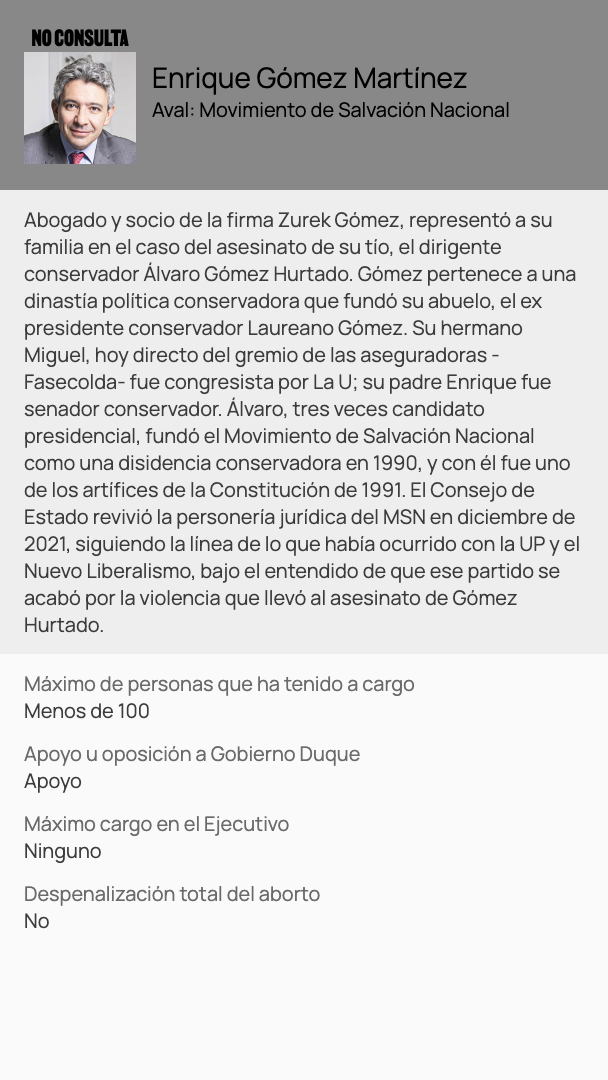 NO CONSULTA
Enrique Gómez Martínez
Aval: Movimiento de Salvación Nacional
Abogado y socio de la firma Zurek Gómez, representó a su
familia en el caso del asesinato de su tío, el dirigente
conservador Álvaro Gómez Hurtado. Gómez pertenece a una
dinastía política conservadora que fundó su abuelo, el ex
presidente conservador Laureano Gómez. Su hermano
Miguel, hoy directo del gremio de las aseguradoras -
Fasecolda- fue congresista por La U; su padre Enrique fue
senador conservador. Álvaro, tres veces candidato
presidencial, fundó el Movimiento de Salvación Nacional
como una disidencia conservadora en 1990, y con él fue uno
de los artífices de la Constitución de 1991. El Consejo de
Estado revivió la personería jurídica del MSN en diciembre de
2021, siguiendo la línea de lo que había ocurrido con la UP y el
Nuevo Liberalismo, bajo el entendido de que ese partido se
acabó por la violencia que llevó al asesinato de Gómez
Hurtado.
Máximo de personas que ha tenido a cargo
Menos de 100
Apoyo u oposición a Gobierno Duque
Apoyo
Máximo cargo en el Ejecutivo
Ninguno
Despenalización total del aborto
No